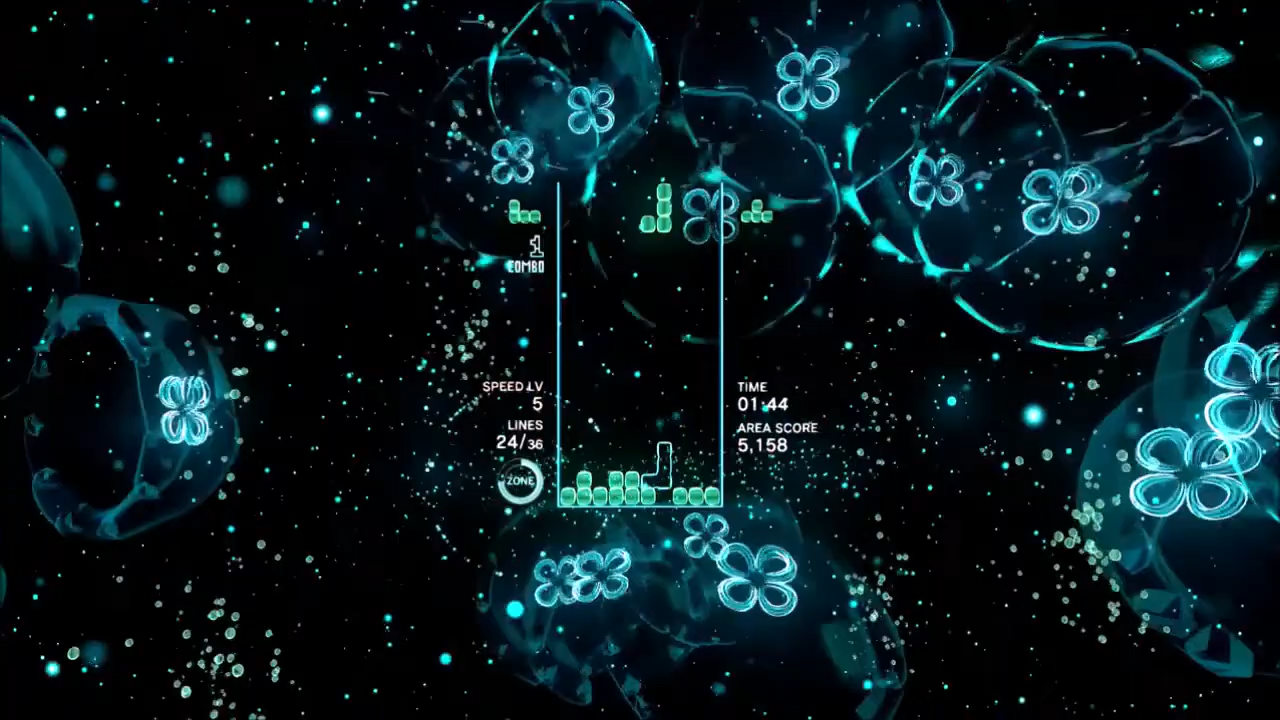 1
COMBO
SPEED LV
5
LINES
24/36
ZONE
TIME
01:44
AREA SCORE
5,158